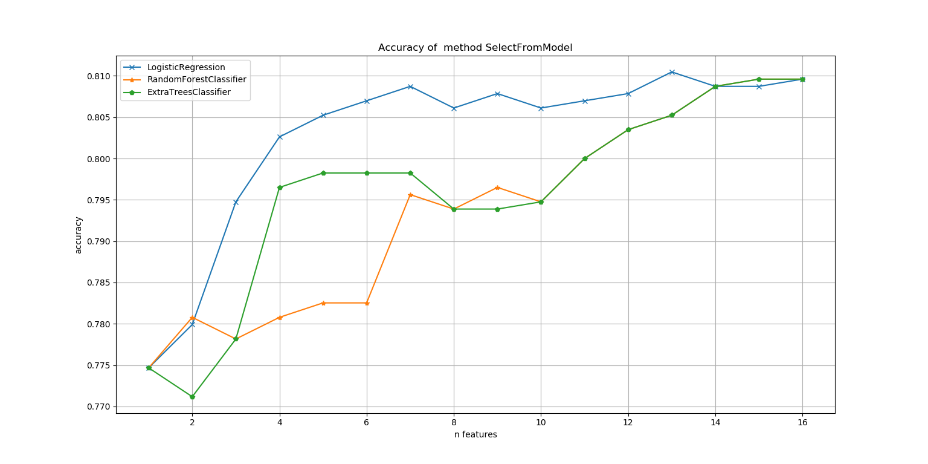 Accuracy of  method SelectFromModel
LogisticRegression
RandomForestClassifier
ExtraTreesClassifier
0.810
0.805
0.800
0.795
0.790
0.785
0.780
0.775
0.770
accuracy
2 4 6 8 10 12 14 16
n features